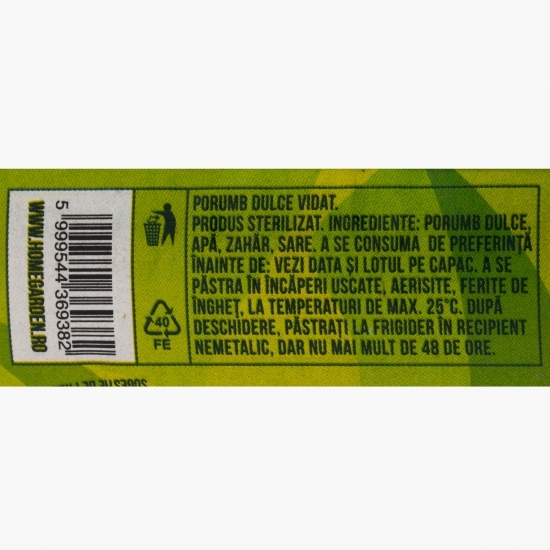 PORUMB DULCE VIDAT.
PRODUS STERILIZAT. INGREDIENTE: PORUMB DULCE,
APĂ, ZAHĂR, SARE. A SE CONSUMA DE PREFERINȚĂ
ÎNAINTE DE: VEZI DATA ȘI LOTUL PE CAPAC. A SE
PĂSTRA ÎN ÎNCĂPERI USCATE, AERISITE, FERITE DE
ÎNGHEȚ, LA TEMPERATURI DE MAX. 25°C. DUPĂ
DESCHIDERE, PĂSTRAȚI LA FRIGIDER ÎN RECIPIENT
NEMETALIC, DAR NU MAI MULT DE 48 DE ORE.
40
FE
5 999544 369382
WWW.HOMEGARDEN.RO